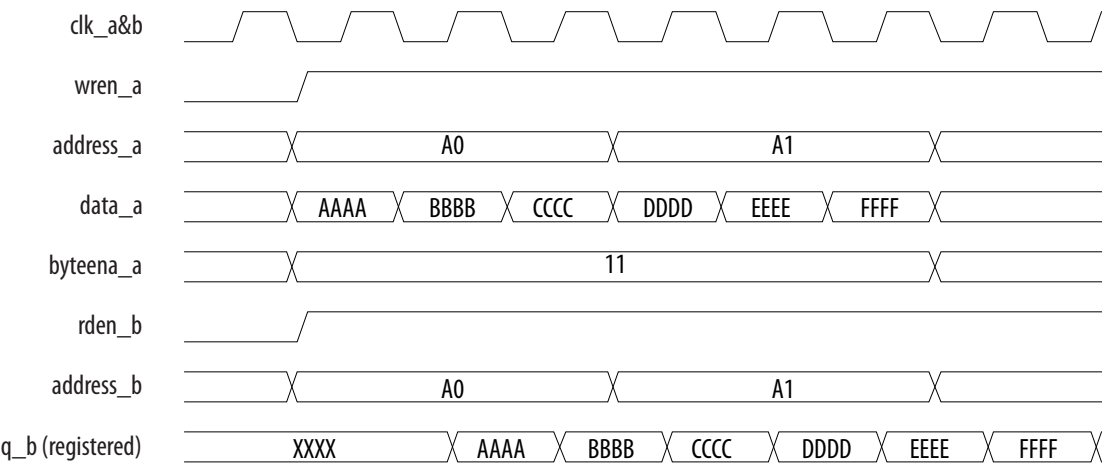 clk_a&b
wren_a
address_a A0 A1
data_a AAAA BBBB CCCC DDDD EEEE FFFF
byteena_a 11
rden_b
address_b A0 A1
q_b (registered) XXXX AAAA BBBB CCCC DDDD EEEE FFFF